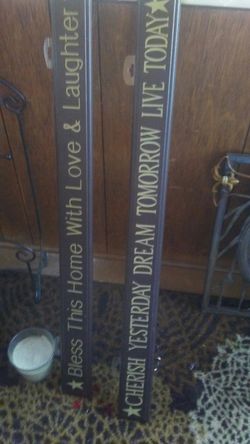 Bless This Home With Love & Laughter
CHERISH YESTERDAY DREAM TOMORROW LIVE TODAY